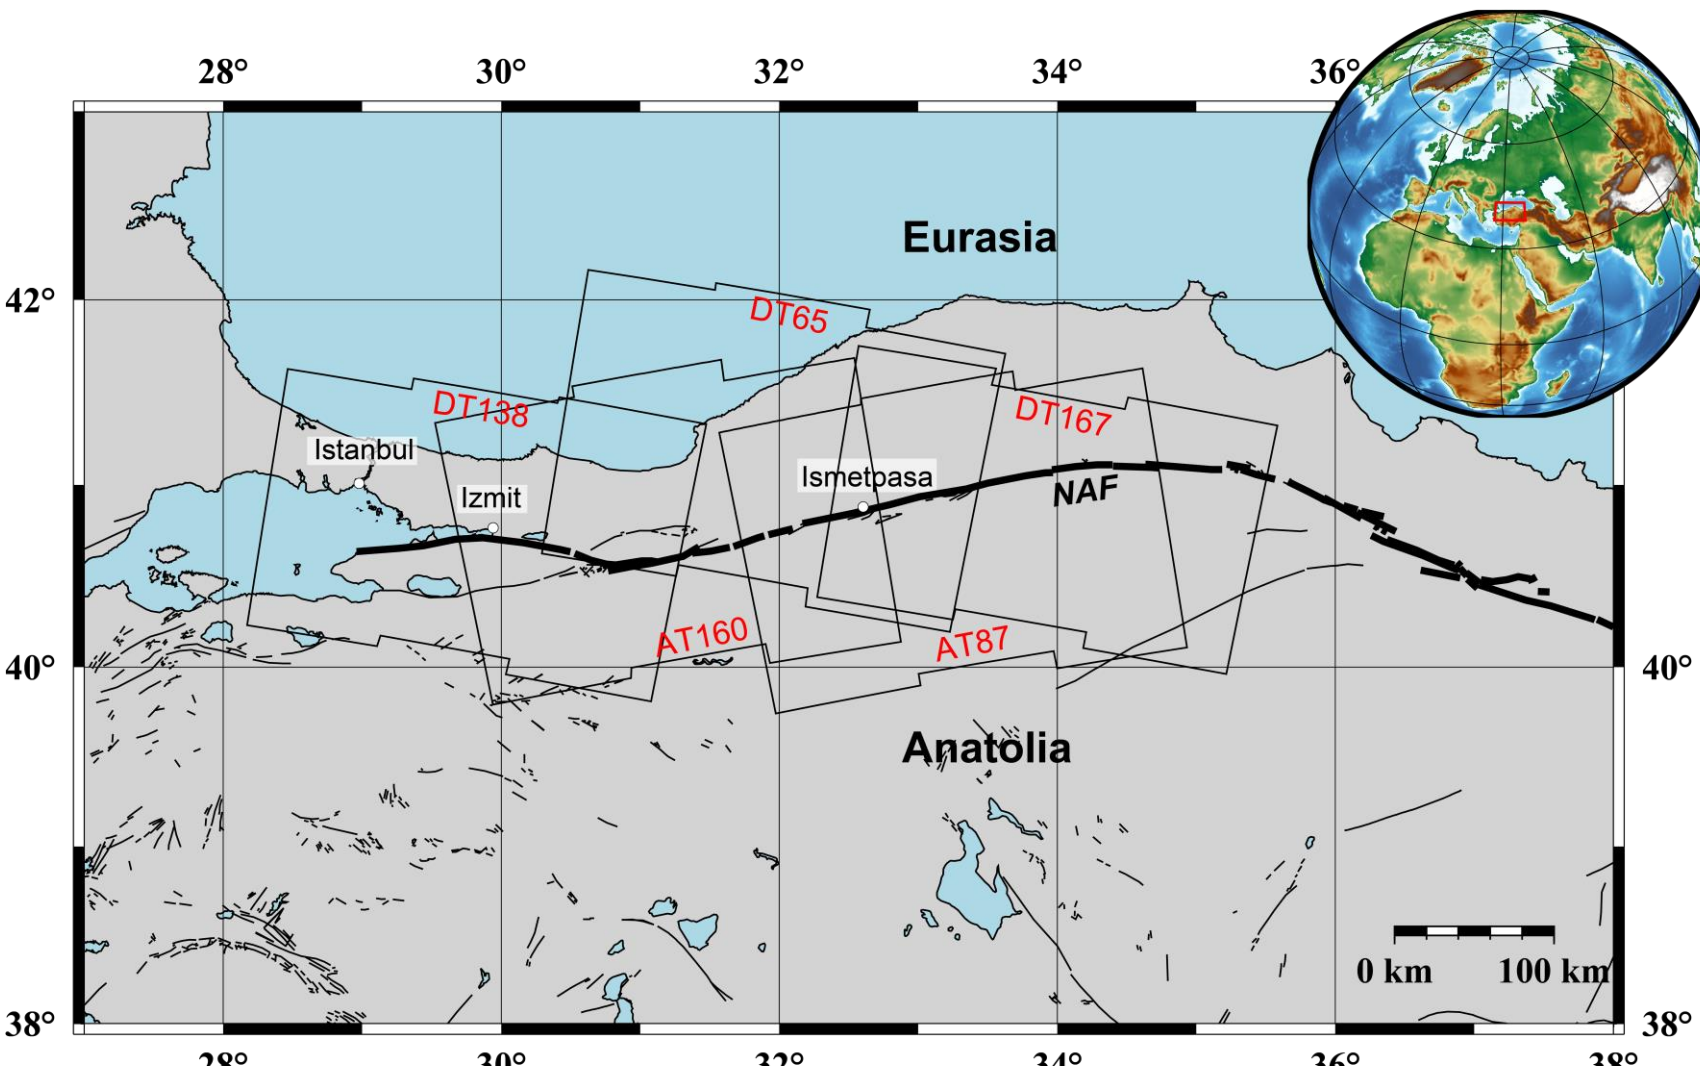 28° 30° 32° 34° 36°
Eurasia
42°
DT65
DT138
DT167
Istanbul
Ismetpasa
Izmit
NAF
AT160
AT87
40° 40°
Anatolia
0 km 100 km
38° 38°
28° 30° 32° 34° 36° 38°